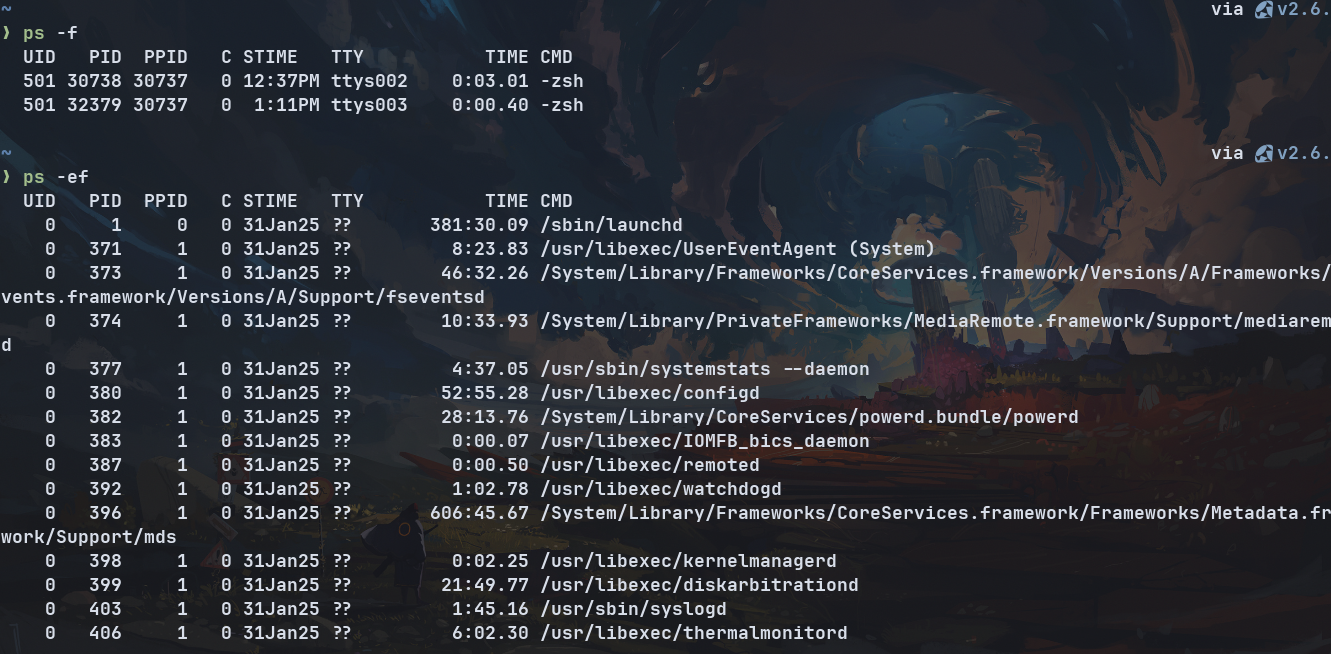 ~ via v2.6.
❯ ps -f
UID PID PPID C STIME TTY TIME CMD
501 30738 30737 0 12:37PM ttys002 0:03.01 -zsh
501 32379 30737 0 1:11PM ttys003 0:00.40 -zsh
~ via v2.6.
❯ ps -ef
UID PID PPID C STIME TTY TIME CMD
0 1 0 0 31Jan25 ?? 381:30.09 /sbin/launchd
0 371 1 0 31Jan25 ?? 8:23.83 /usr/libexec/UserEventAgent (System)
0 373 1 0 31Jan25 ?? 46:32.26 /System/Library/Frameworks/CoreServices.framework/Versions/A/Frameworks/
vents.framework/Versions/A/Support/fseventsd
0 374 1 0 31Jan25 ?? 10:33.93 /System/Library/PrivateFrameworks/MediaRemote.framework/Support/mediarem
d
0 377 1 0 31Jan25 ?? 4:37.05 /usr/sbin/systemstats --daemon
0 380 1 0 31Jan25 ?? 52:55.28 /usr/libexec/configd
0 382 1 0 31Jan25 ?? 28:13.76 /System/Library/CoreServices/powerd.bundle/powerd
0 383 1 0 31Jan25 ?? 0:00.07 /usr/libexec/IOMFB_bics_daemon
0 387 1 0 31Jan25 ?? 0:00.50 /usr/libexec/remoted
0 392 1 0 31Jan25 ?? 1:02.78 /usr/libexec/watchdogd
0 396 1 0 31Jan25 ?? 606:45.67 /System/Library/Frameworks/CoreServices.framework/Frameworks/Metadata.fr
work/Support/mds
0 398 1 0 31Jan25 ?? 0:02.25 /usr/libexec/kernelmanagerd
0 399 1 0 31Jan25 ?? 21:49.77 /usr/libexec/diskarbitrationd
0 403 1 0 31Jan25 ?? 1:45.16 /usr/sbin/syslogd
0 406 1 0 31Jan25 ?? 6:02.30 /usr/libexec/thermalmonitord